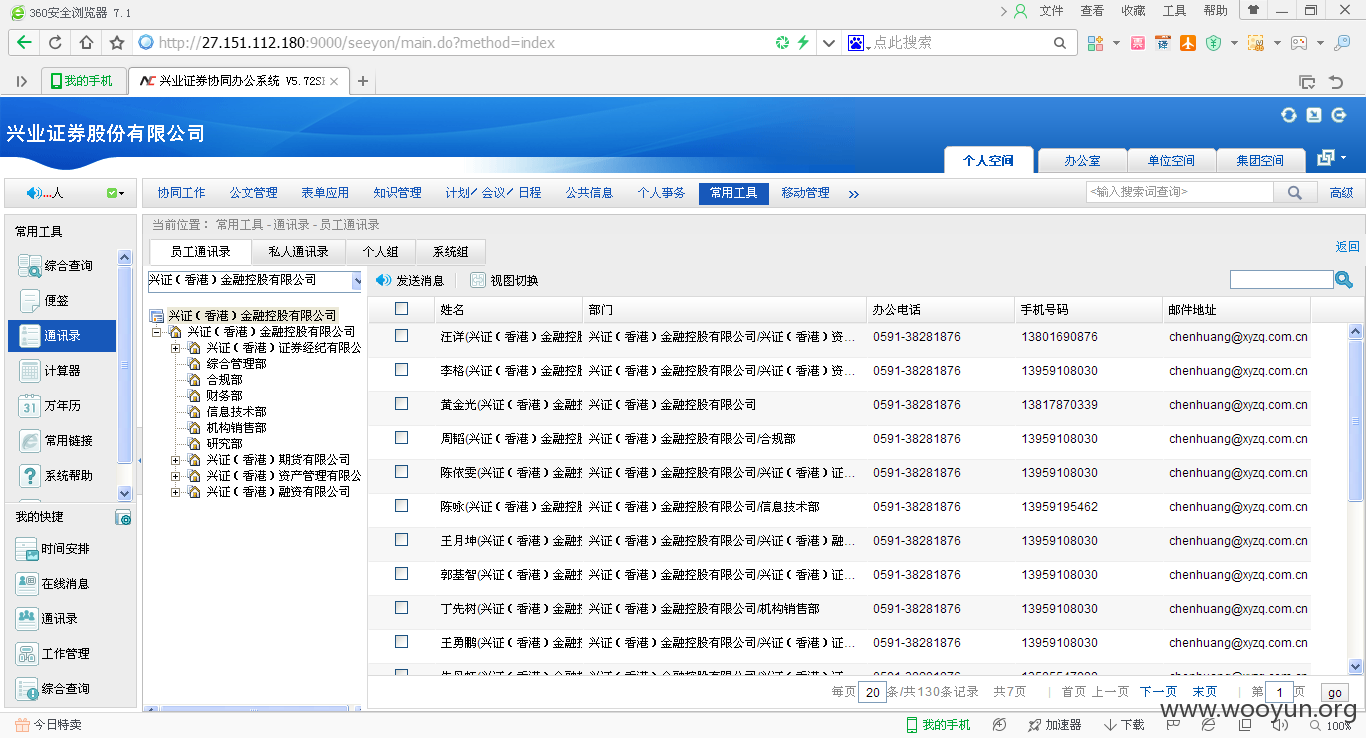 360安全浏览器 7.1
文件 查看 收藏 工具 帮助
http://27.151.112.180:9000/seeyon/main.do?method=index
点此搜索
我的手机
兴业证券协同办公系统 V5.72S
兴业证券股份有限公司
个人空间 办公室 单位空间 集团空间
...人
协同工作 公文管理 表单应用 知识管理 计划/会议/日程 公共信息 个人事务 常用工具 移动管理 »
<输入搜索词查询>
高级
常用工具
当前位置： 常用工具 - 通讯录 - 员工通讯录
返回
员工通讯录 私人通讯录 个人组 系统组
综合查询
便签
通讯录
计算器
万年历
常用链接
系统帮助
我的快捷
时间安排
在线消息
通讯录
工作管理
综合查询
兴证（香港）金融控股有限公司
兴证（香港）金融控股有限公司
兴证（香港）金融控股有限公司
兴证（香港）证券经纪有限公
综合管理部
合规部
财务部
信息技术部
机构销售部
研究部
兴证（香港）期货有限公司
兴证（香港）资产管理有限公
兴证（香港）融资有限公司
发送消息 视图切换
姓名 部门 办公电话 手机号码 邮件地址
汪详(兴证（香港）金融控 兴证（香港）金融控股有限公司/兴证（香港）资... 0591-38281876 13801690876 chenhuang@xyzq.com.cn
李格(兴证（香港）金融控 兴证（香港）金融控股有限公司/兴证（香港）资... 0591-38281876 13959108030 chenhuang@xyzq.com.cn
黄金光(兴证（香港）金融控 兴证（香港）金融控股有限公司 0591-38281876 13817870339 chenhuang@xyzq.com.cn
周韬(兴证（香港）金融控 兴证（香港）金融控股有限公司/合规部 0591-38281876 13959108030 chenhuang@xyzq.com.cn
陈依雯(兴证（香港）金融控 兴证（香港）金融控股有限公司/兴证（香港）证... 0591-38281876 13959108030 chenhuang@xyzq.com.cn
陈咏(兴证（香港）金融控 兴证（香港）金融控股有限公司/信息技术部 0591-38281876 13959195462 chenhuang@xyzq.com.cn
王月坤(兴证（香港）金融控 兴证（香港）金融控股有限公司/兴证（香港）融... 0591-38281876 13959108030 chenhuang@xyzq.com.cn
郭基智(兴证（香港）金融控 兴证（香港）金融控股有限公司/兴证（香港）证... 0591-38281876 13959108030 chenhuang@xyzq.com.cn
丁先树(兴证（香港）金融控 兴证（香港）金融控股有限公司/机构销售部 0591-38281876 13959108030 chenhuang@xyzq.com.cn
王勇鹏(兴证（香港）金融控 兴证（香港）金融控股有限公司/兴证（香港）证... 0591-38281876 13959108030 chenhuang@xyzq.com.cn
每页 20 条/共130条记录 共7页 | 首页 上一页 下一页 末页 | 第 1 页 go
www.wooyun.org
今日特卖
我的手机 加速器 下载 100%